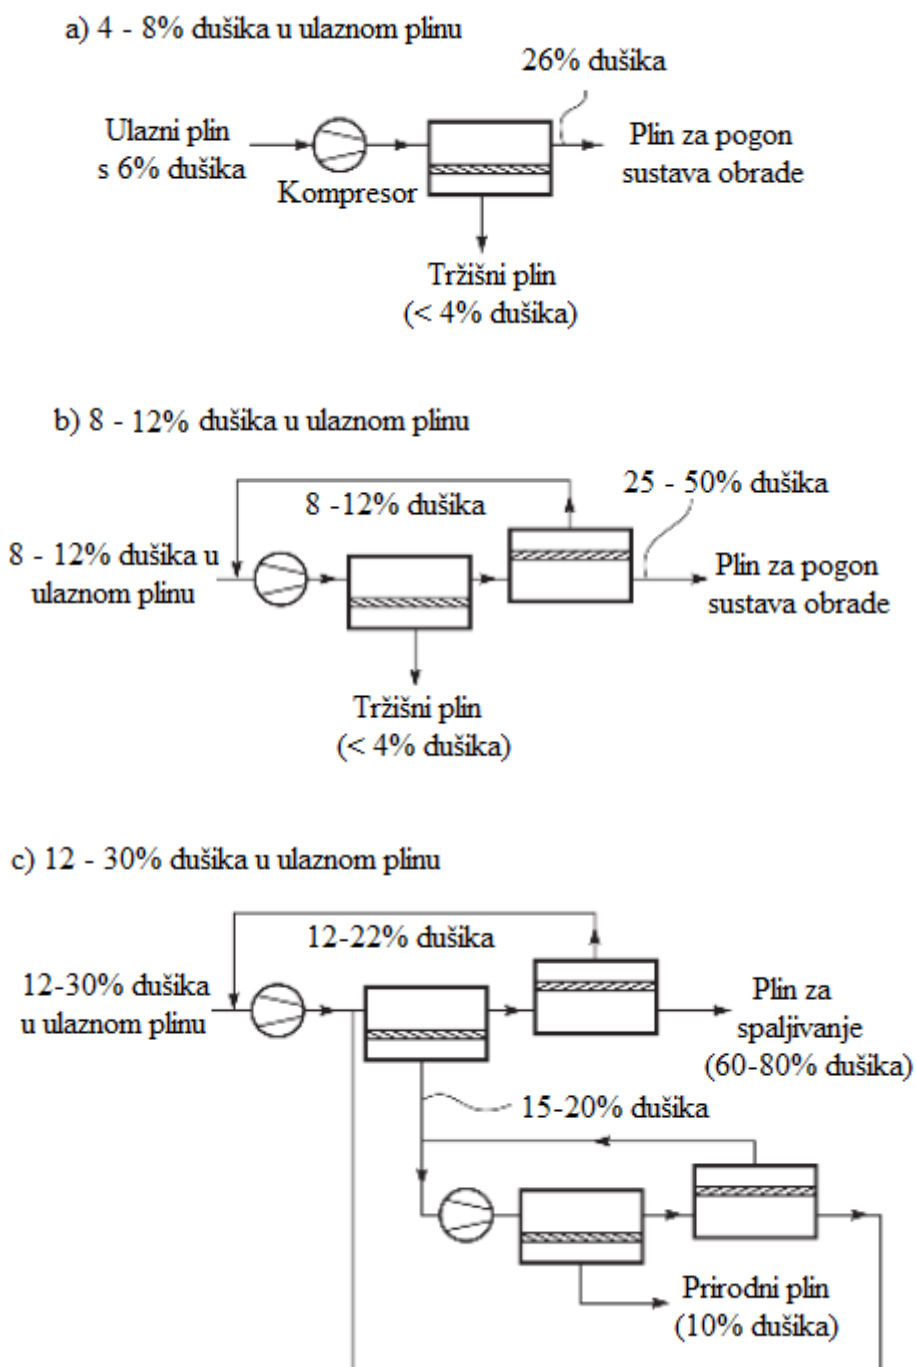 a) 4 - 8% dušika u ulaznom plinu
26% dušika
Ulazni plin
s 6% dušika
Kompresor
Plin za pogon
sustava obrade
Tržišni plin
(< 4% dušika)
b) 8 - 12% dušika u ulaznom plinu
25 - 50% dušika
8 -12% dušika
8 - 12% dušika u
ulaznom plinu
Plin za pogon
sustava obrade
Tržišni plin
(< 4% dušika)
c) 12 - 30% dušika u ulaznom plinu
12-22% dušika
12-30% dušika
u ulaznom plinu
Plin za
spaljivanje
(60-80% dušika)
15-20% dušika
Prirodni plin
(10% dušika)